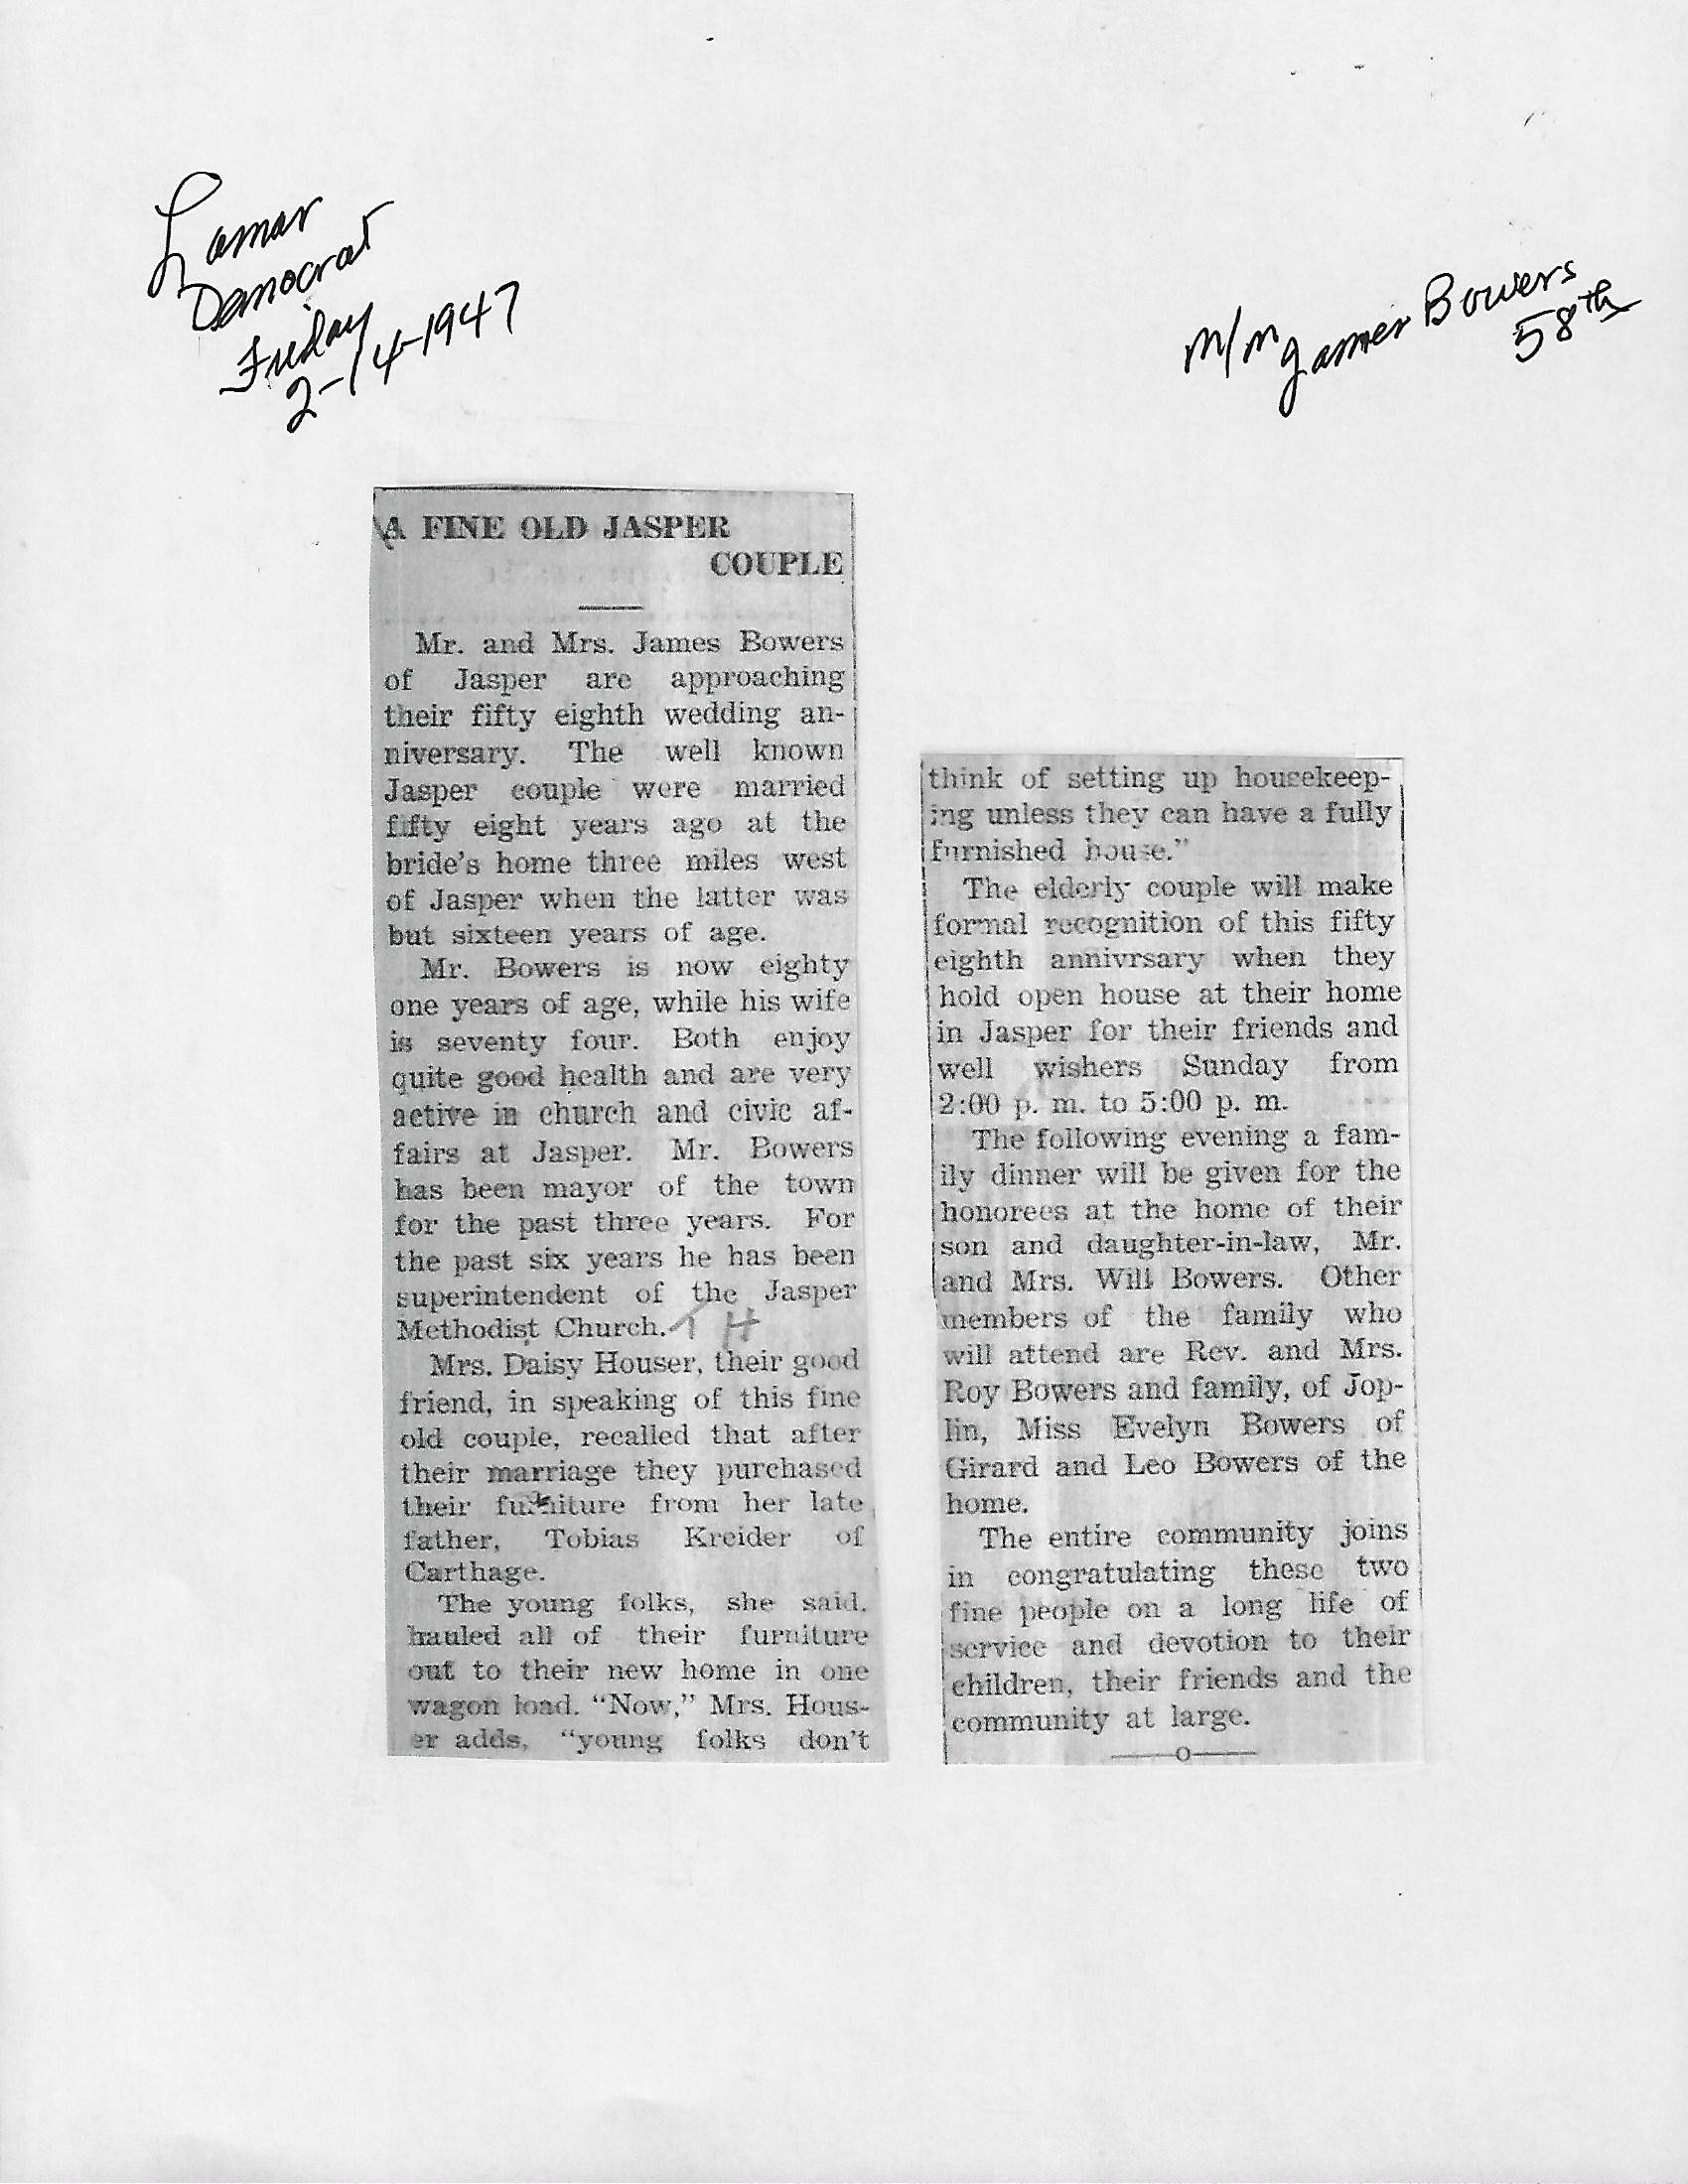 Lamar
Democrat
Friday
2-14-1947
M/M James Bowers
58th
A FINE OLD JASPER
COUPLE
Mr. and Mrs. James Bowers
of Jasper are approaching
their fifty eighth wedding an-
niversary. The well known
Jasper couple were married
fifty eight years ago at the
bride's home three miles west
of Jasper when the latter was
but sixteen years of age.
Mr. Bowers is now eighty
one years of age, while his wife
is seventy four. Both enjoy
quite good health and are very
active in church and civic af-
fairs at Jasper. Mr. Bowers
has been mayor of the town
for the past three years. For
the past six years he has been
superintendent of the Jasper
Methodist Church. T H
Mrs. Daisy Houser, their good
friend, in speaking of this fine
old couple, recalled that after
their marriage they purchased
their furniture from her late
father, Tobias Kreider of
Carthage.
The young folks, she said,
hauled all of their furniture
out to their new home in one
wagon load. "Now," Mrs. Hous-
er adds, "young folks don't
think of setting up housekeep-
ing unless they can have a fully
furnished house."
The elderly couple will make
formal recognition of this fifty
eighth annivrsary when they
hold open house at their home
in Jasper for their friends and
well wishers Sunday from
2:00 p. m. to 5:00 p. m.
The following evening a fam-
ily dinner will be given for the
honorees at the home of their
son and daughter-in-law, Mr.
and Mrs. Will Bowers. Other
members of the family who
will attend are Rev. and Mrs.
Roy Bowers and family, of Jop-
lin, Miss Evelyn Bowers of
Girard and Leo Bowers of the
home.
The entire community joins
in congratulating these two
fine people on a long life of
service and devotion to their
children, their friends and the
community at large.
o